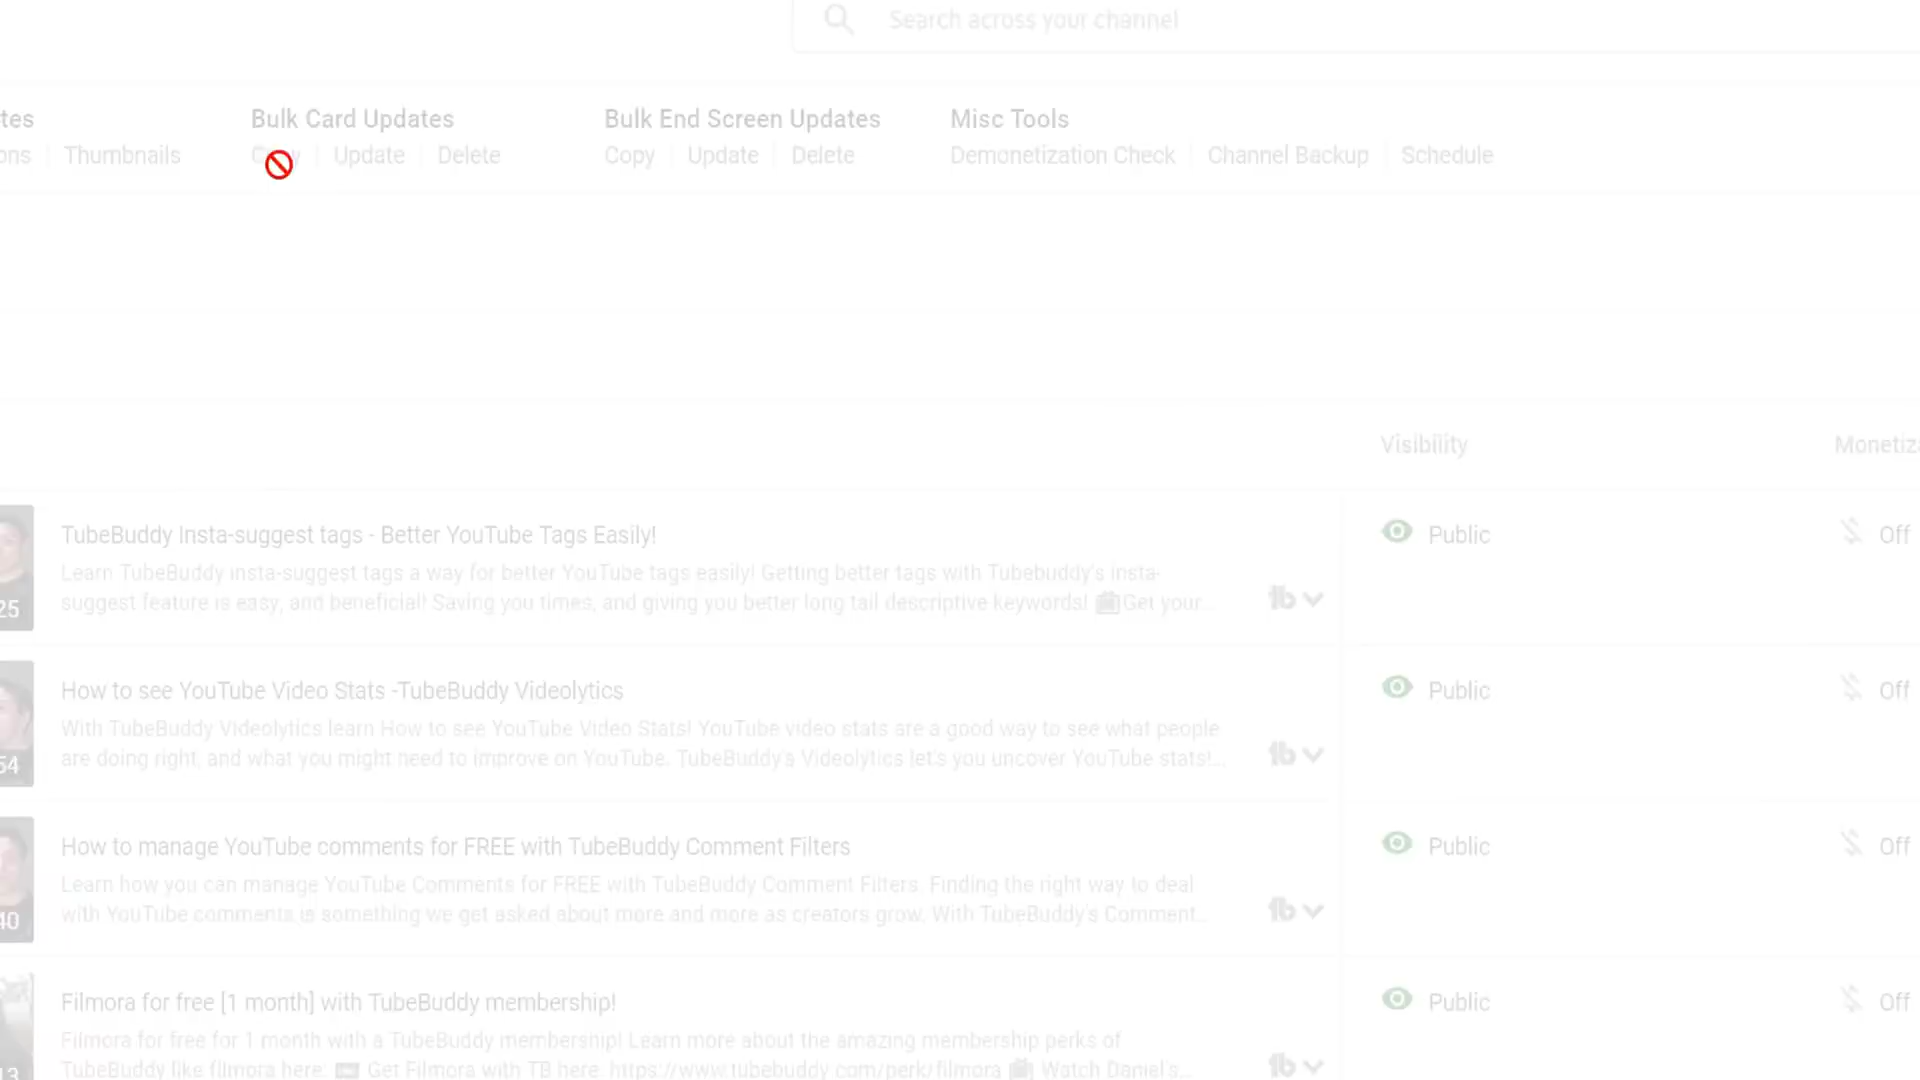 Search across your channel
tes
Bulk Card Updates
Bulk End Screen Updates
Misc Tools
ons
Thumbnails
Copy
Update
Delete
Copy
Update
Delete
Demonetization Check
Channel Backup
Schedule
Visibility
Monetiza
25
TubeBuddy Insta-suggest tags - Better YouTube Tags Easily!
Learn TubeBuddy insta-suggest tags a way for better YouTube tags easily! Getting better tags with Tubebuddy's insta-
suggest feature is easy, and beneficial! Saving you times, and giving you better long tail descriptive keywords! Get your...
Public
Off
54
How to see YouTube Video Stats -TubeBuddy Videolytics
With TubeBuddy Videolytics learn How to see YouTube Video Stats! YouTube video stats are a good way to see what people
are doing right, and what you might need to improve on YouTube. TubeBuddy's Videolytics let's you uncover YouTube stats!...
Public
Off
40
How to manage YouTube comments for FREE with TubeBuddy Comment Filters
Learn how you can manage YouTube Comments for FREE with TubeBuddy Comment Filters. Finding the right way to deal
with YouTube comments is something we get asked about more and more as creators grow. With TubeBuddy's Comment...
Public
Off
13
Filmora for free [1 month] with TubeBuddy membership!
Filmora for free for 1 month with a TubeBuddy membership! Learn more about the amazing membership perks of
TubeBuddy like filmora here: Get Filmora with TB here: https://www.tubebuddy.com/perk/filmora Watch Daniel's...
Public
Off